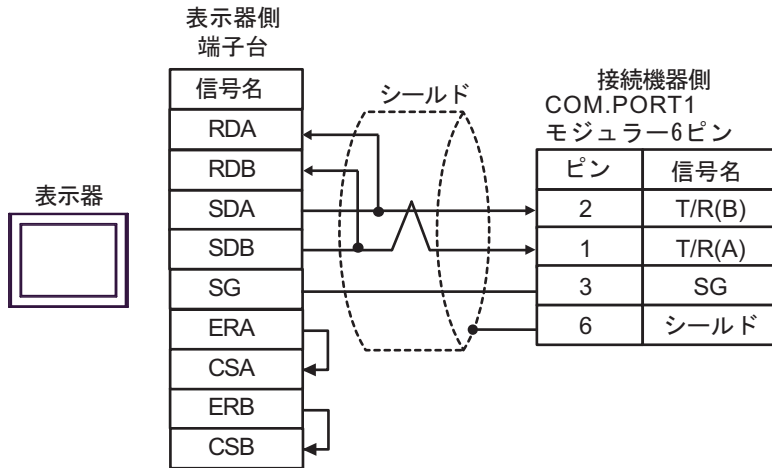 表示器側
端子台
信号名
RDA
RDB
SDA
SDB
SG
ERA
CSA
ERB
CSB
表示器
シールド
接続機器側
COM.PORT1
モジュラー6ピン
ピン 信号名
2 T/R(B)
1 T/R(A)
3 SG
6 シールド